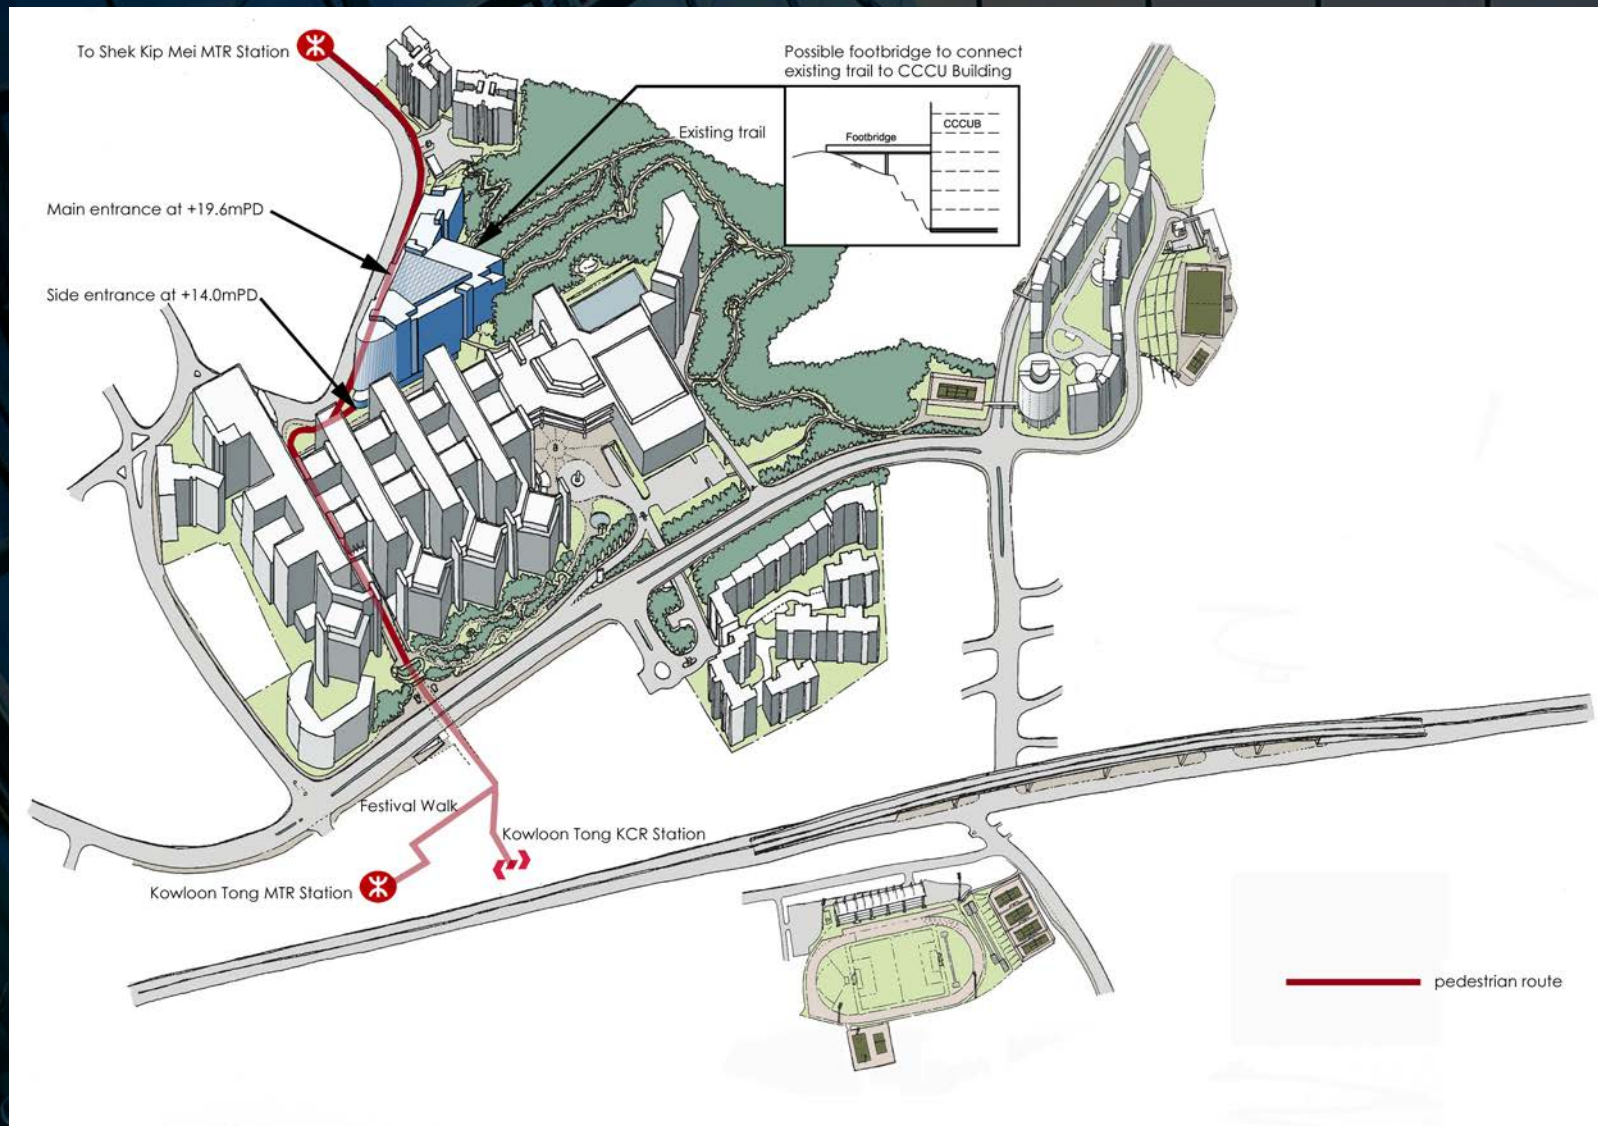 To Shek Kip Mei MTR Station
Possible footbridge to connect
existing trail to CCCU Building
CCCUB
Footbridge
Existing trail
Main entrance at +19.6mPD
Side entrance at +14.0mPD
Festival Walk
Kowloon Tong KCR Station
Kowloon Tong MTR Station
pedestrian route